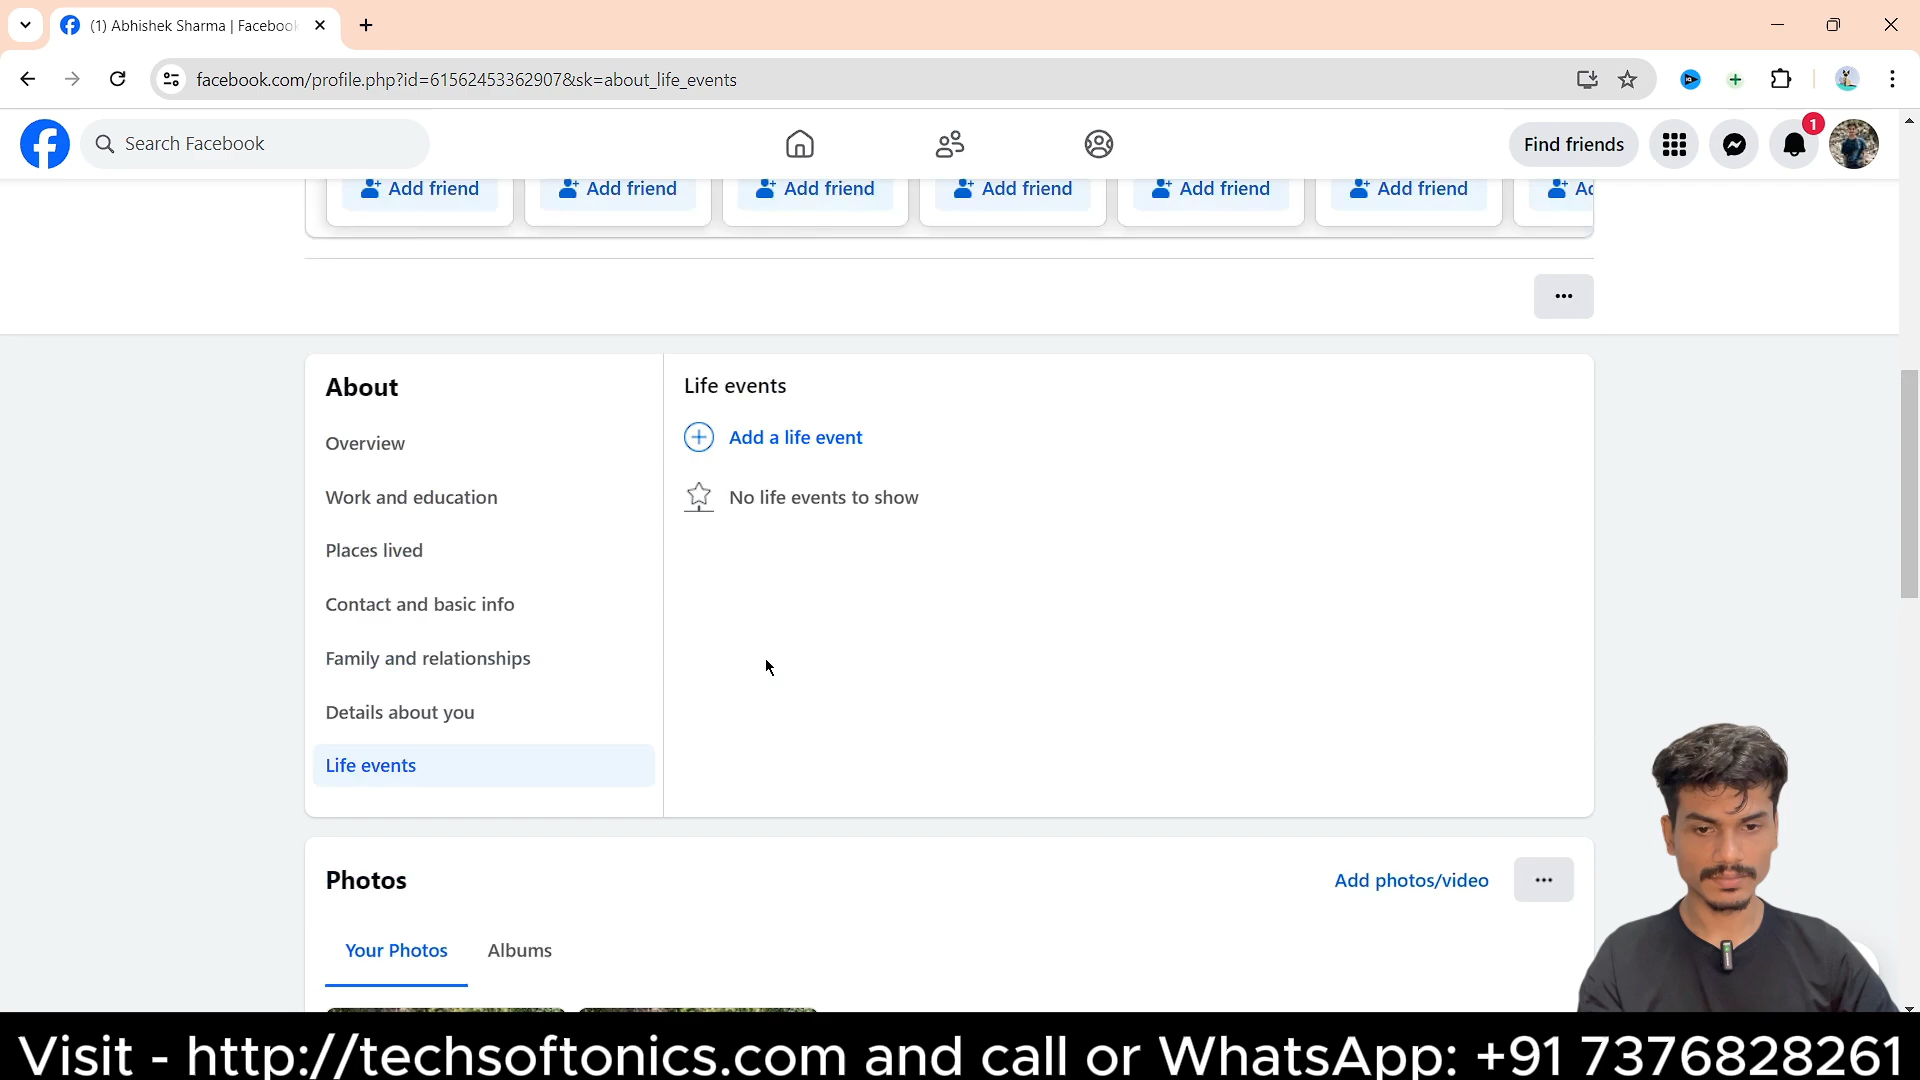 (1) Abhishek Sharma | Facebook
facebook.com/profile.php?id=61562453362907&sk=about_life_events
Search Facebook
Find friends
1
Add friend Add friend Add friend Add friend Add friend Add friend
About
Overview
Work and education
Places lived
Contact and basic info
Family and relationships
Details about you
Life events
Life events
Add a life event
No life events to show
Photos
Add photos/video
Your Photos
Albums
Visit - http://techsoftonics.com and call or WhatsApp: +91 7376828261